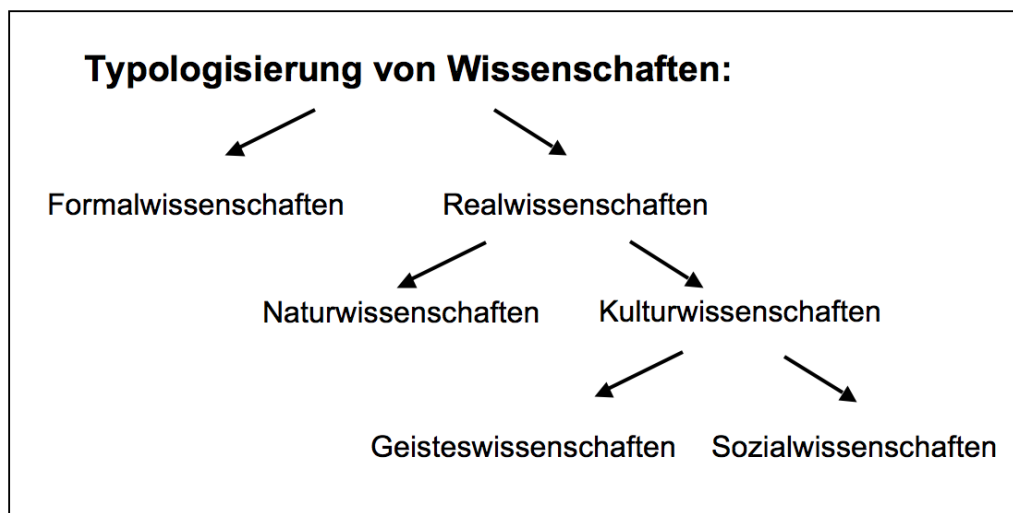 Typologisierung von Wissenschaften:
Formalwissenschaften Realwissenschaften
Naturwissenschaften Kulturwissenschaften
Geisteswissenschaften Sozialwissenschaften